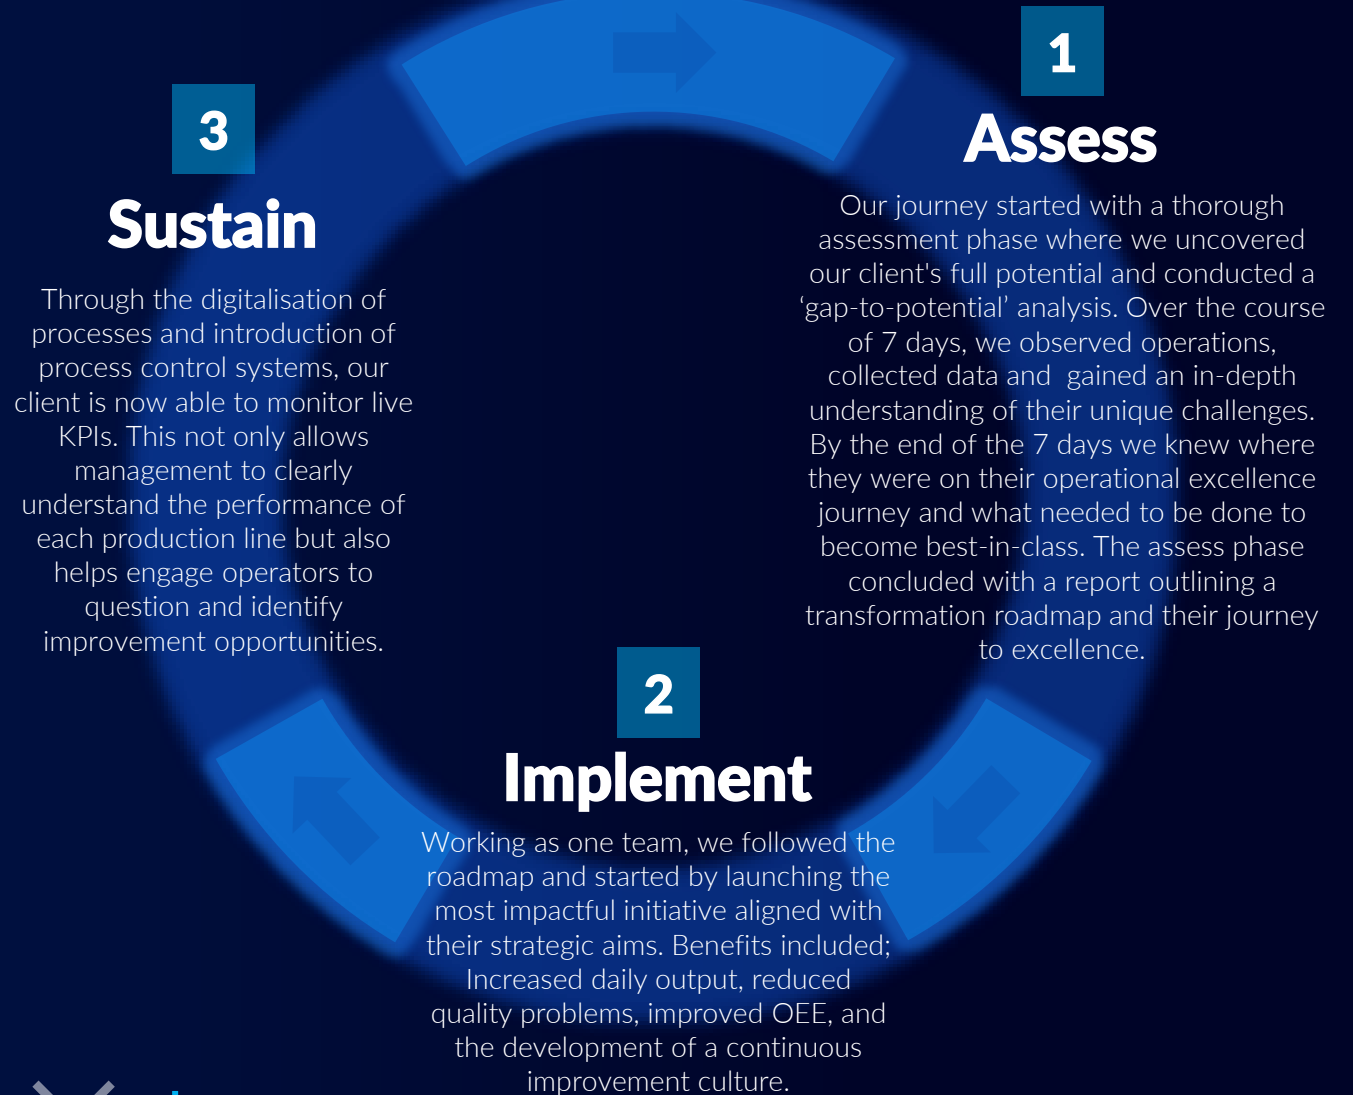 1
Assess
Our journey started with a thorough
assessment phase where we uncovered
our client's full potential and conducted a
‘gap-to-potential’ analysis. Over the course
of 7 days, we observed operations,
collected data and  gained an in-depth
understanding of their unique challenges.
By the end of the 7 days we knew where
they were on their operational excellence
journey and what needed to be done to
become best-in-class. The assess phase
concluded with a report outlining a
transformation roadmap and their journey
to excellence.
2
Implement
Working as one team, we followed the
roadmap and started by launching the
most impactful initiative aligned with
their strategic aims. Benefits included;
Increased daily output, reduced
quality problems, improved OEE, and
the development of a continuous
improvement culture.
3
Sustain
Through the digitalisation of
processes and introduction of
process control systems, our
client is now able to monitor live
KPIs. This not only allows
management to clearly
understand the performance of
each production line but also
helps engage operators to
question and identify
improvement opportunities.